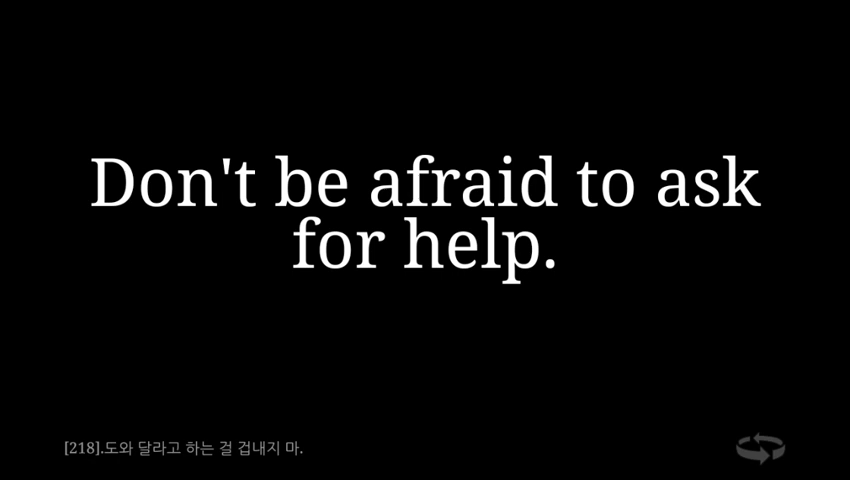 Don't be afraid to ask
for help.
[218].도와 달라고 하는 걸 겁내지 마.